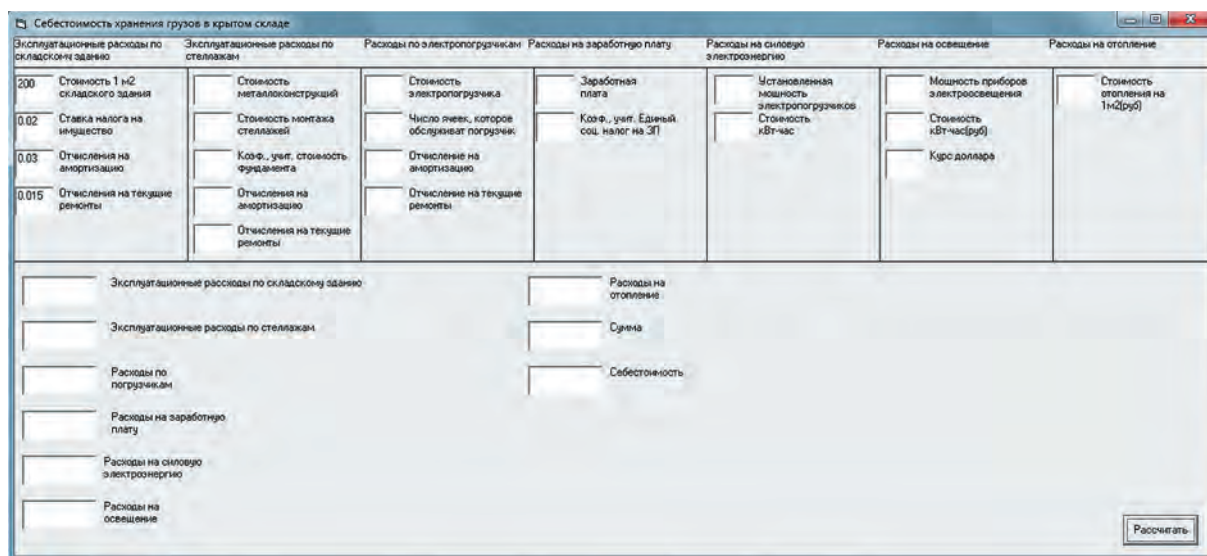 Себестоимость хранения грузов в крытом складе
Эксплуатационные расходы по
складскому зданию
200 Стоимость 1 м2
складского здания
0.02 Ставка налога на
имущество
0.03 Отчисления на
амортизацию
0.015 Отчисления на текущие
ремонты
Эксплуатационные расходы по
стеллажам
Стоимость
металлоконструкций
Стоимость монтажа
стеллажей
Коэф., учит. стоимость
фундамента
Отчисления на
амортизацию
Отчисления на текущие
ремонты
Расходы по электропогрузчикам
Стоимость
электропогрузчика
Число ячеек, которое
обслуживат погрузчик
Отчисление на
амортизацию
Отчисление на текущие
ремонты
Расходы на заработную плату
Заработная
плата
Коэф., учит. Единый
соц. налог на ЗП
Расходы на силовую
электроэнергию
Установленная
мощность
электропогрузчиков
Стоимость
кВт-час
Расходы на освещение
Мощность приборов
электроосвещения
Стоимость
кВт-час(руб)
Курс доллара
Расходы на отопление
Стоимость
отопления на
1м2(руб)
Эксплуатационные рассходы по складскому зданию
Эксплуатационные расходы по стеллажам
Расходы по
погрузчикам
Расходы на заработную
плату
Расходы на силовую
электроэнергию
Расходы на
освещение
Расходы на
отопление
Сумма
Себестоимость
Рассчитать